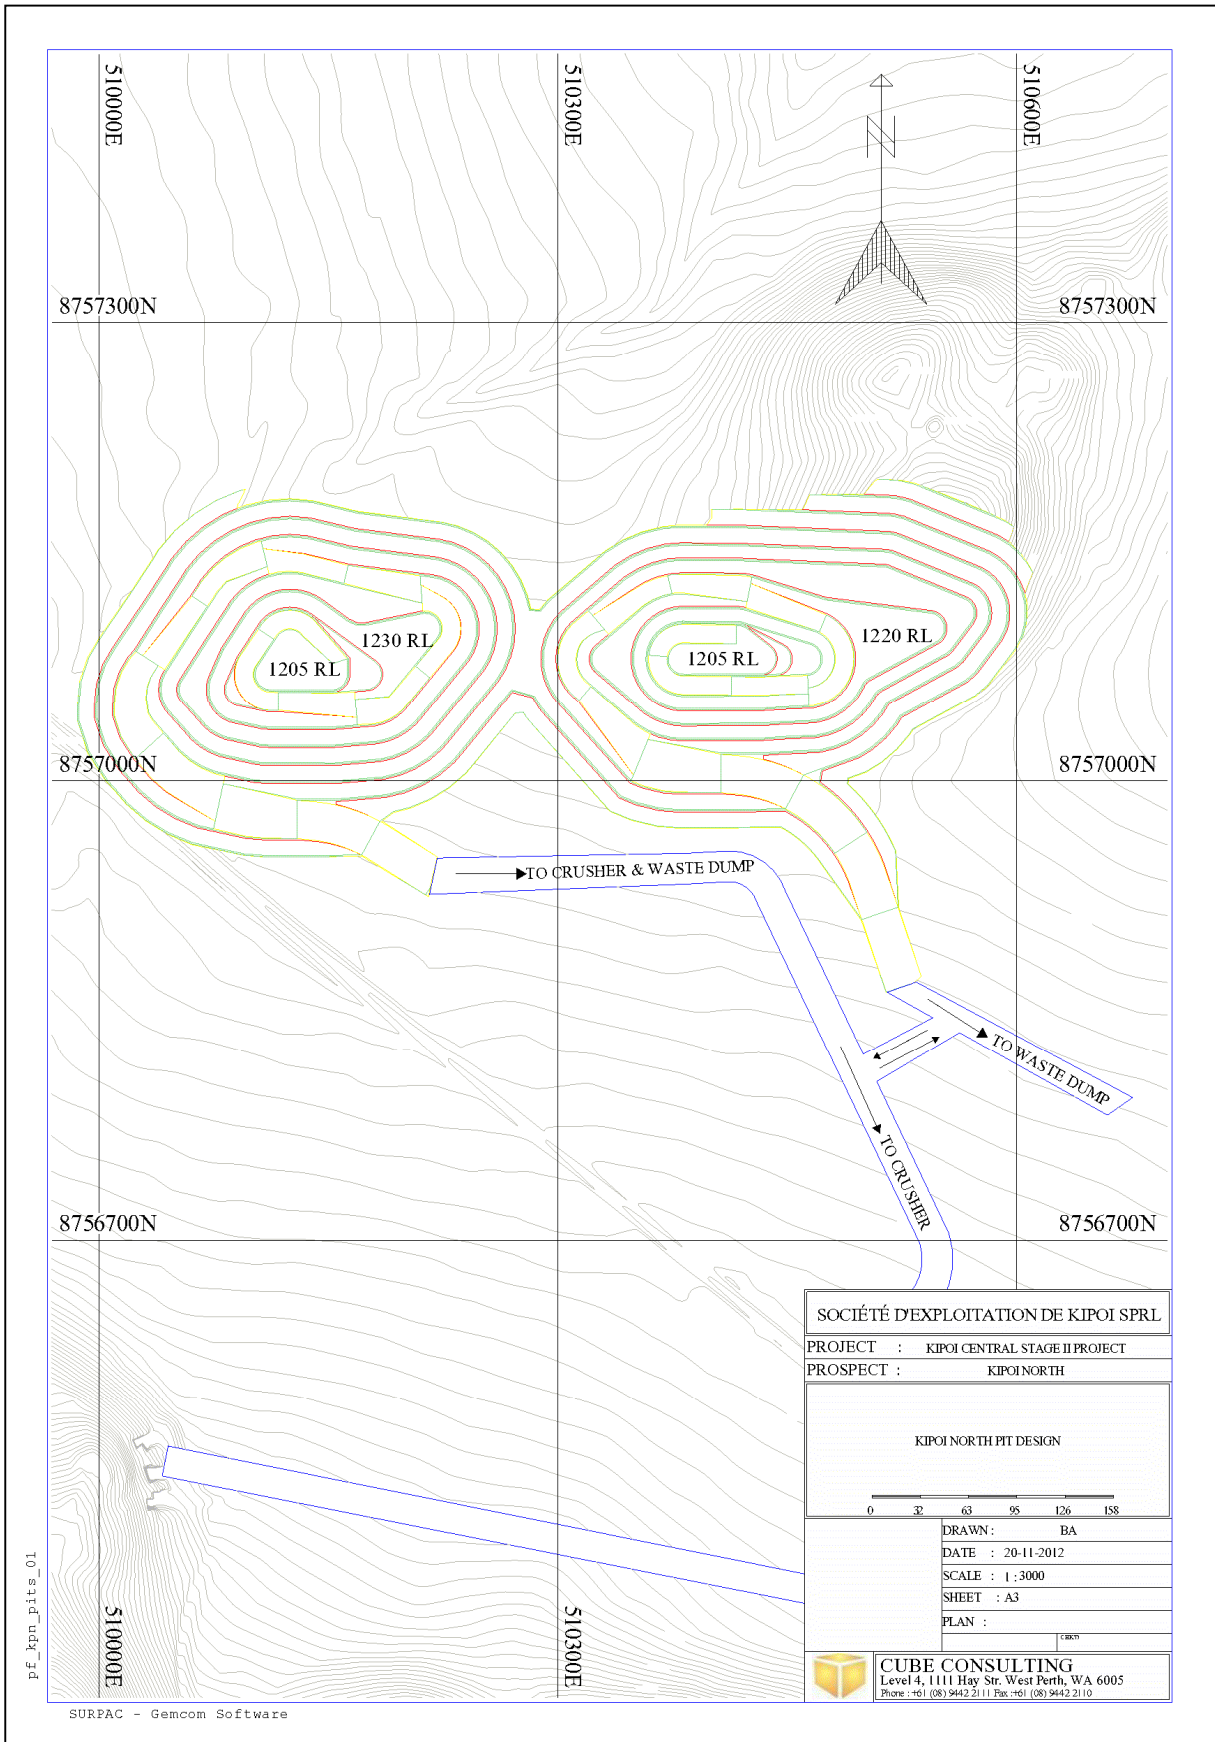 510000E
510300E
510600E
N
8757300N
8757300N
1230 RL
1220 RL
1205 RL
1205 RL
8757000N
8757000N
TO CRUSHER & WASTE DUMP
TO WASTE DUMP
TO CRUSHER
8756700N
8756700N
SOCIÉTÉ D'EXPLOITATION DE KIPOI SPRL
PROJECT : KIPOI CENTRAL STAGE II PROJECT
PROSPECT : KIPOI NORTH
KIPOI NORTH PIT DESIGN
0 32 63 95 126 158
DRAWN : BA
DATE : 20-11-2012
SCALE : 1 : 3000
SHEET : A3
PLAN :
CHKD
CUBE CONSULTING
Level 4, 1111 Hay Str. West Perth, WA 6005
Phone : +61 (08) 9442 2111 Fax :+61 (08) 9442 2110
510000E
510300E
pf_kpn_pits_01
SURPAC - Gemcom Software